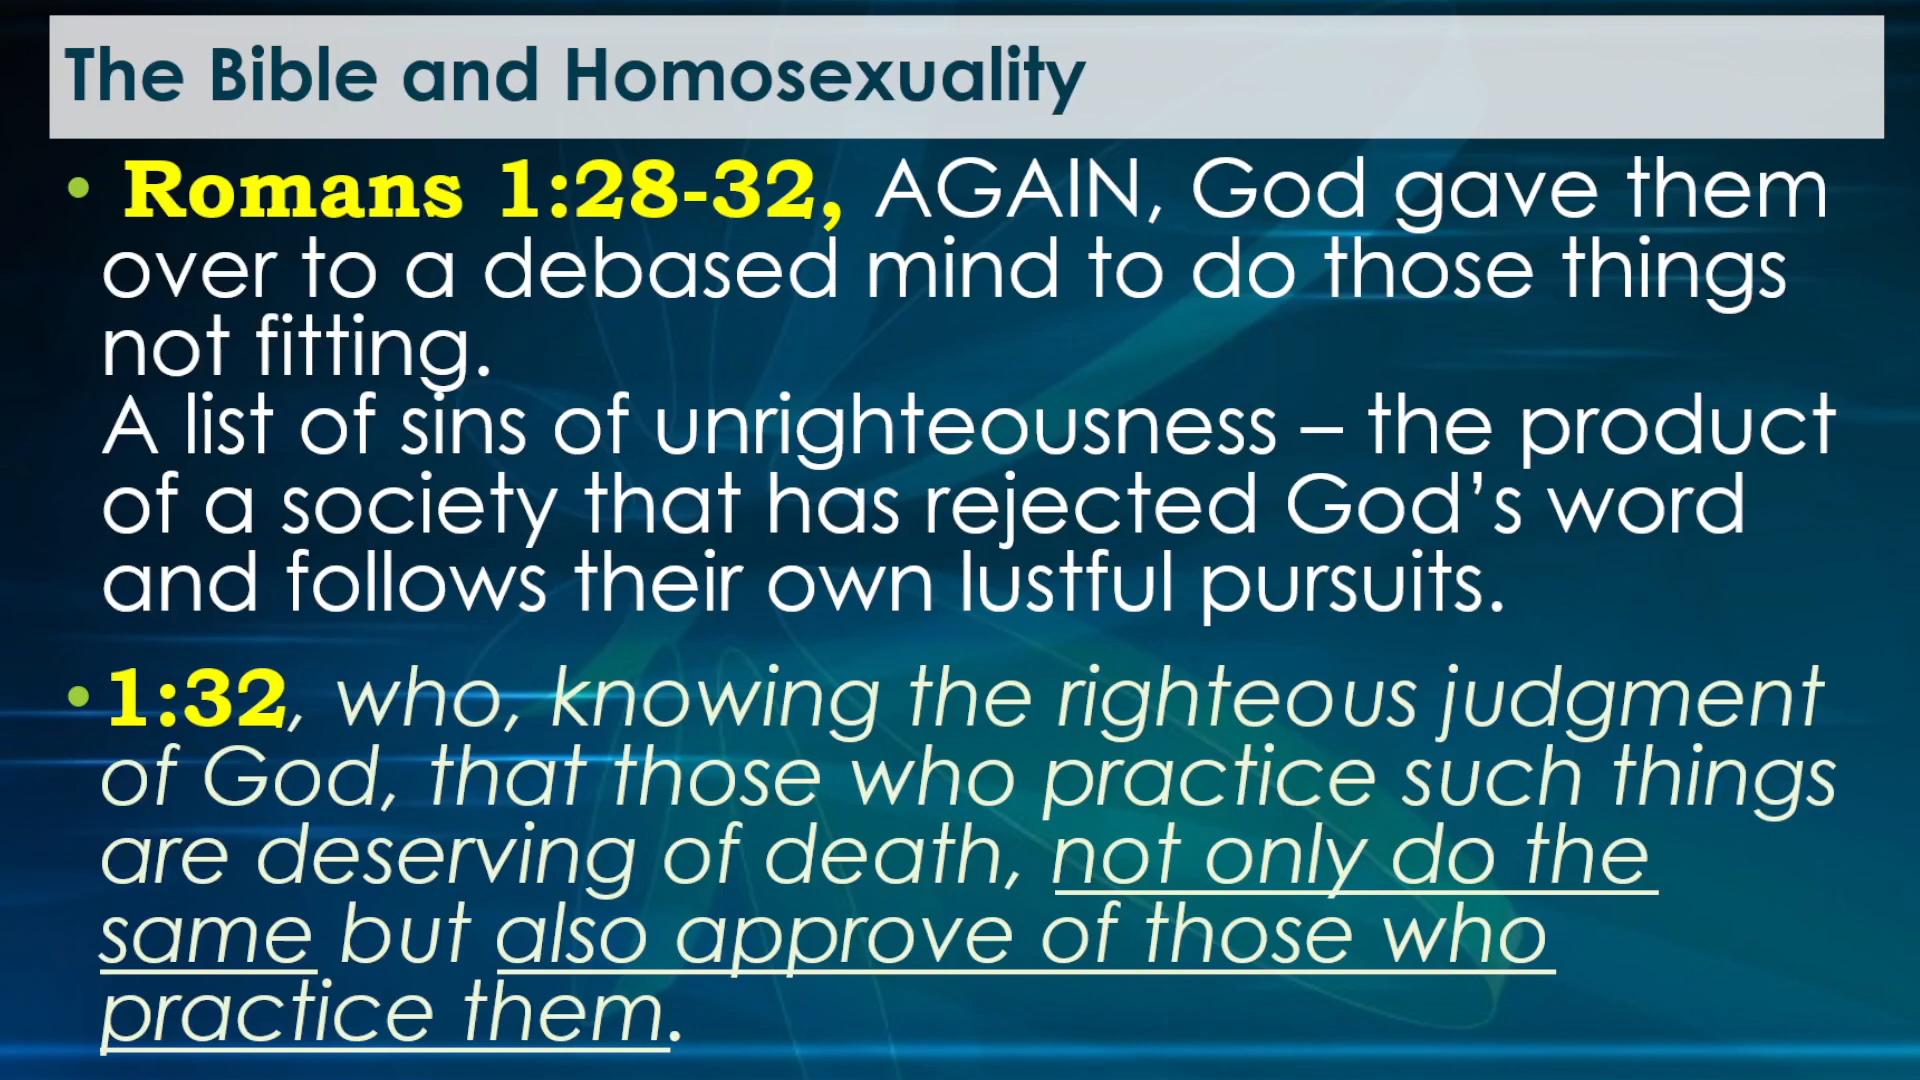 The Bible and Homosexuality
• Romans 1:28-32, AGAIN, God gave them
over to a debased mind to do those things
not fitting.
A list of sins of unrighteousness – the product
of a society that has rejected God’s word
and follows their own lustful pursuits.
• 1:32, who, knowing the righteous judgment
of God, that those who practice such things
are deserving of death, not only do the
same but also approve of those who
practice them.